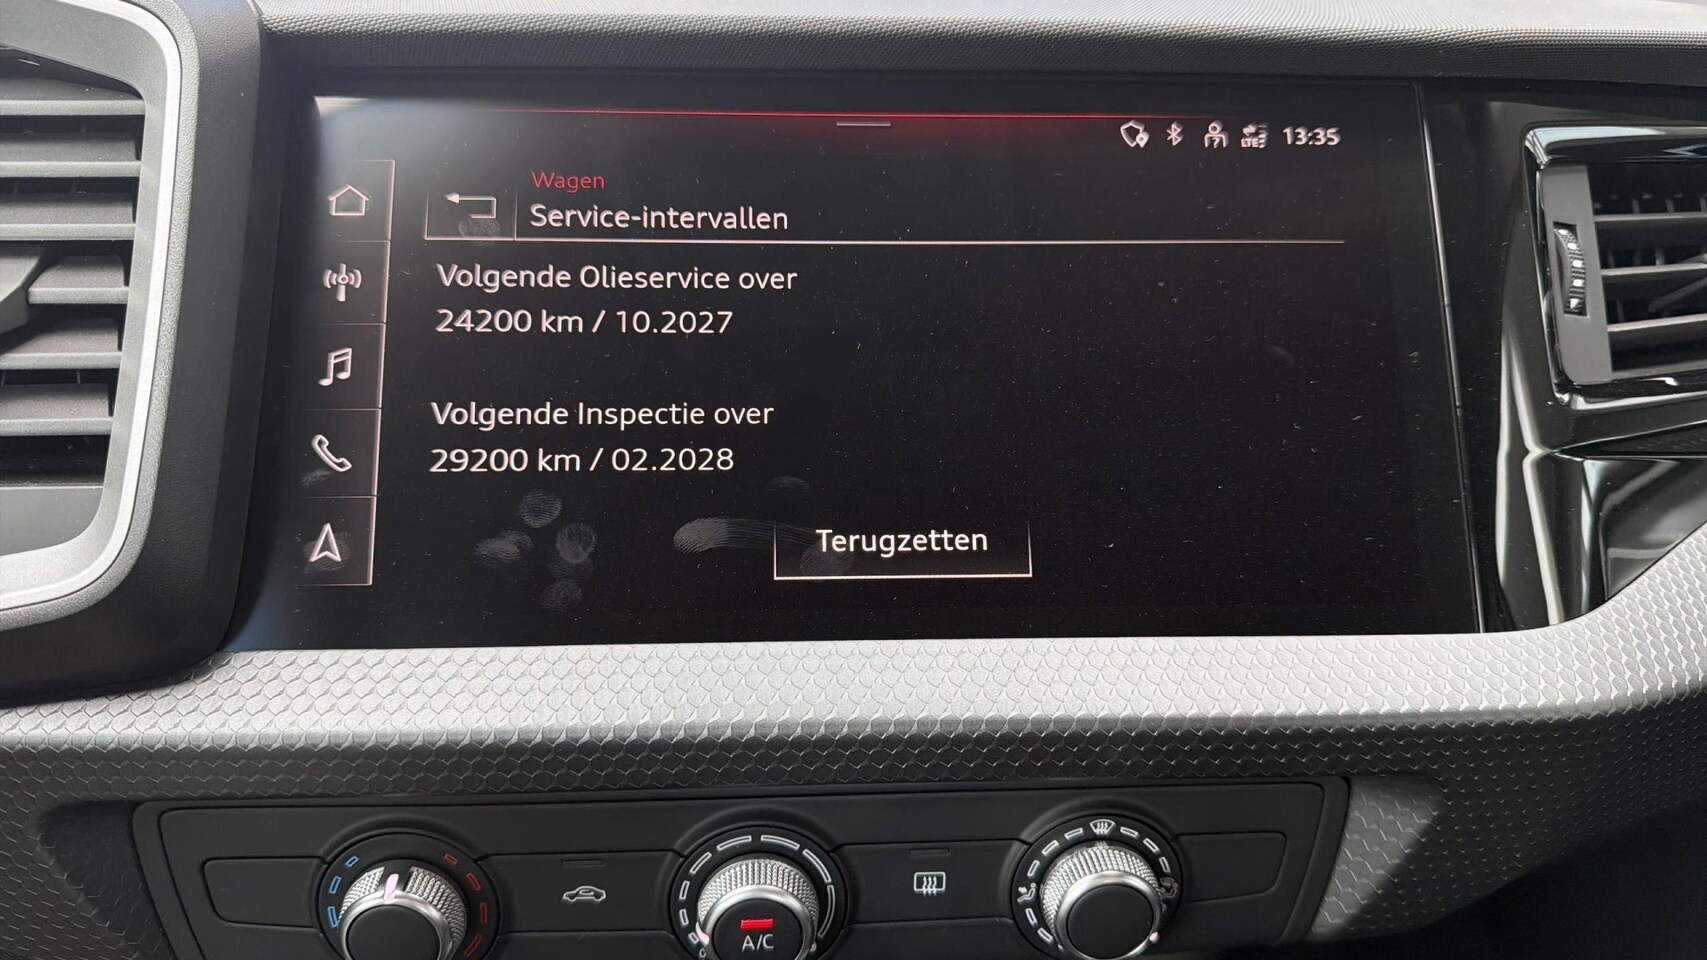 LTE 13:35
Wagen
Service-intervallen
Volgende Olieservice over
24200 km / 10.2027
Volgende Inspectie over
29200 km / 02.2028
Terugzetten
A/C